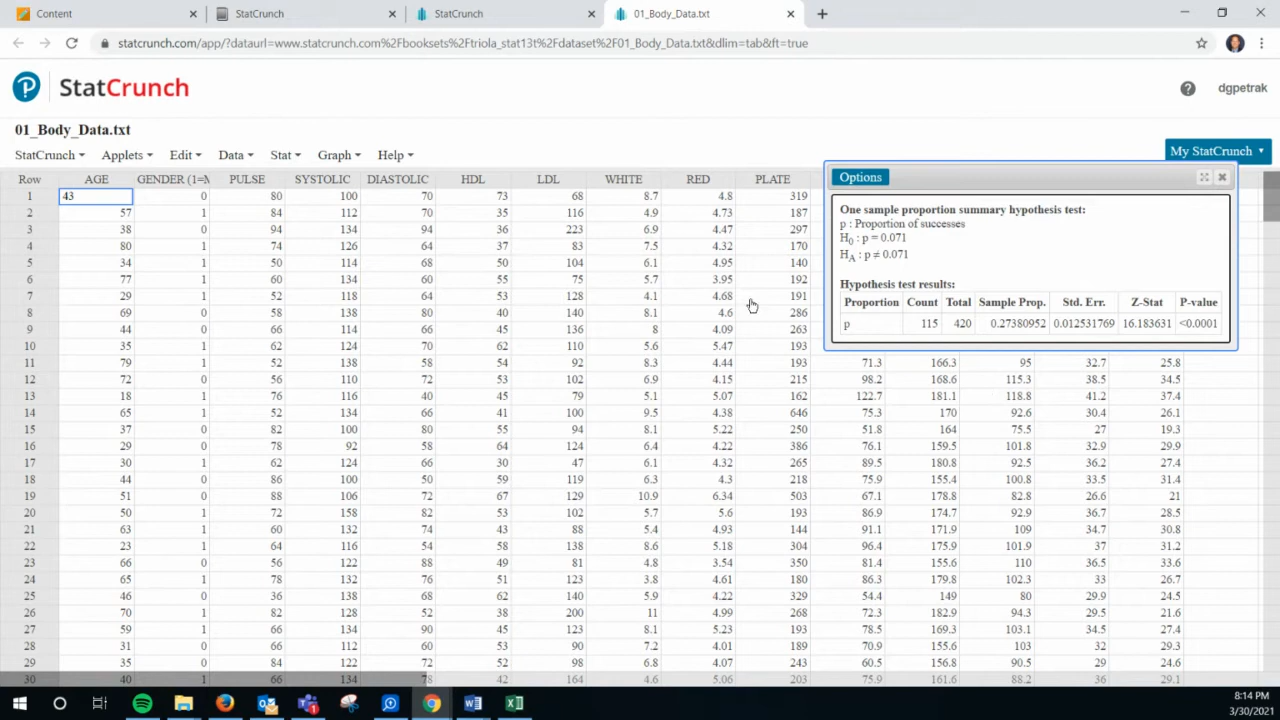 Content
StatCrunch
StatCrunch
01_Body_Data.txt
statcrunch.com/app/?dataurl=www.statcrunch.com%2Fbooksets%2Ftriola_stat13t%2Fdataset%2F01_Body_Data.txt&dlim=tab&ft=true
StatCrunch
dgpetrak
01_Body_Data.txt
StatCrunch Applets Edit Data Stat Graph Help
My StatCrunch
Row AGE GENDER (1=M PULSE SYSTOLIC DIASTOLIC HDL LDL WHITE RED PLATE
1 43 0 80 100 70 73 68 8.7 4.8 319
2 57 1 84 112 70 35 116 4.9 4.73 187
3 38 0 94 134 94 36 223 6.9 4.47 297
4 80 1 74 126 64 37 83 7.5 4.32 170
5 34 1 50 114 68 50 104 6.1 4.95 140
6 77 1 60 134 60 55 75 5.7 3.95 192
7 29 1 52 118 64 53 128 4.1 4.68 191
8 69 0 58 138 80 40 140 8.1 4.6 286
9 44 0 66 114 66 45 136 8 4.09 263
10 35 1 62 124 70 62 110 5.6 5.47 193
11 79 1 52 138 58 54 92 8.3 4.44 193 71.3 166.3 95 32.7 25.8
12 72 0 56 110 72 53 102 6.9 4.15 215 98.2 168.6 115.3 38.5 34.5
13 18 1 76 116 40 45 79 5.1 5.07 162 122.7 181.1 118.8 41.2 37.4
14 65 1 52 134 66 41 100 9.5 4.38 646 75.3 170 92.6 30.4 26.1
15 37 0 82 100 80 55 94 8.1 5.22 250 51.8 164 75.5 27 19.3
16 29 0 78 92 58 64 124 6.4 4.22 386 76.1 159.5 101.8 32.9 29.9
17 30 1 62 124 66 30 47 6.1 4.32 265 89.5 180.8 92.5 36.2 27.4
18 44 0 86 100 50 59 119 6.3 4.3 218 75.9 155.4 100.8 33.5 31.4
19 51 0 88 106 72 67 129 10.9 6.34 503 67.1 178.8 82.8 26.6 21
20 50 1 72 158 82 53 102 5.7 5.6 193 86.9 174.7 92.9 36.7 28.5
21 63 1 60 132 74 43 88 5.4 4.93 144 91.1 171.9 109 34.7 30.8
22 23 1 64 116 54 58 138 8.6 5.18 304 96.4 175.9 101.9 37 31.2
23 66 0 56 122 88 49 81 4.8 3.54 350 81.4 155.6 110 36.5 33.6
24 65 1 78 132 76 51 123 3.8 4.61 180 86.3 179.8 102.3 33 26.7
25 46 0 36 138 68 62 140 5.9 4.22 329 54.4 149 80 29.9 24.5
26 70 1 82 128 52 38 200 11 4.99 268 72.3 182.9 94.3 29.5 21.6
27 59 1 66 134 90 45 123 8.1 5.23 193 78.5 169.3 103.1 34.5 27.4
28 31 0 66 112 60 53 90 7.2 4.01 189 70.9 155.6 103 32 29.3
29 35 0 84 122 72 52 98 6.8 4.07 243 60.5 156.8 90.5 29 24.6
30 40 1 66 134 78 42 164 4.6 5.06 203 75.9 161.6 88.2 36 29.1
Options
One sample proportion summary hypothesis test:
p : Proportion of successes
H0 : p = 0.071
HA : p ≠ 0.071
Hypothesis test results:
Proportion Count Total Sample Prop. Std. Err. Z-Stat P-value
p 115 420 0.27380952 0.012531769 16.183631 <0.0001
8:14 PM
3/30/2021